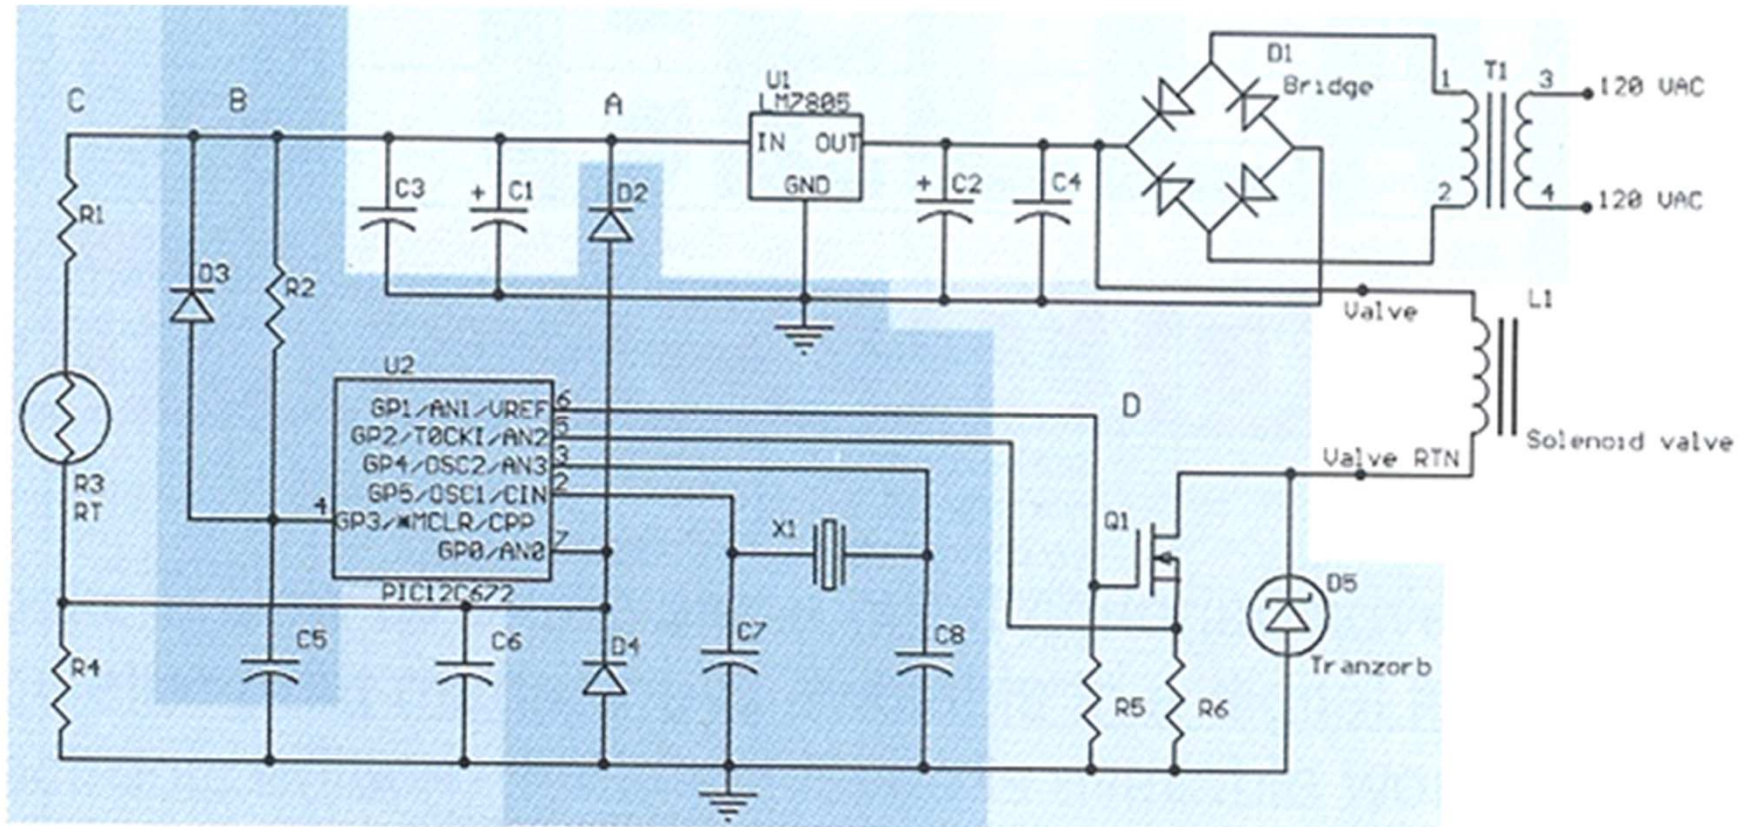 C
B
A
U1
LM7805
IN OUT
GND
D1
Bridge
1
T1
3
120 VAC
2
4
120 VAC
R1
D3
R2
C3
+ C1
D2
+ C2
C4
Valve
L1
Solenoid valve
Valve RTN
U2
GP1/AN1/VREF 6
GP2/T0CKI/AN2 5
GP4/OSC2/AN3 3
GP5/OSC1/CIN 2
4 GP3/*MCLR/CPP
GP0/AN0 7
PIC12C672
D
R3
RT
X1
Q1
D5
Tranzorb
R4
C5
C6
D4
C7
C8
R5
R6